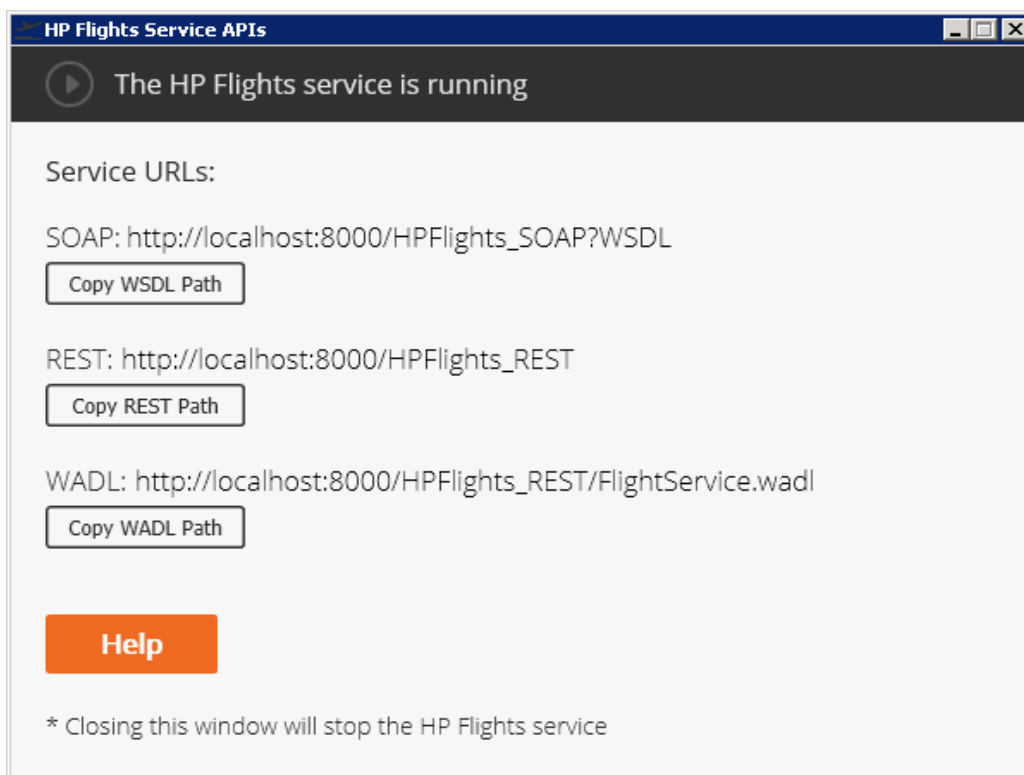 HP Flights Service APIs
The HP Flights service is running
Service URLs:
SOAP: http://localhost:8000/HPFlights_SOAP?WSDL
Copy WSDL Path
REST: http://localhost:8000/HPFlights_REST
Copy REST Path
WADL: http://localhost:8000/HPFlights_REST/FlightService.wadl
Copy WADL Path
Help
* Closing this window will stop the HP Flights service